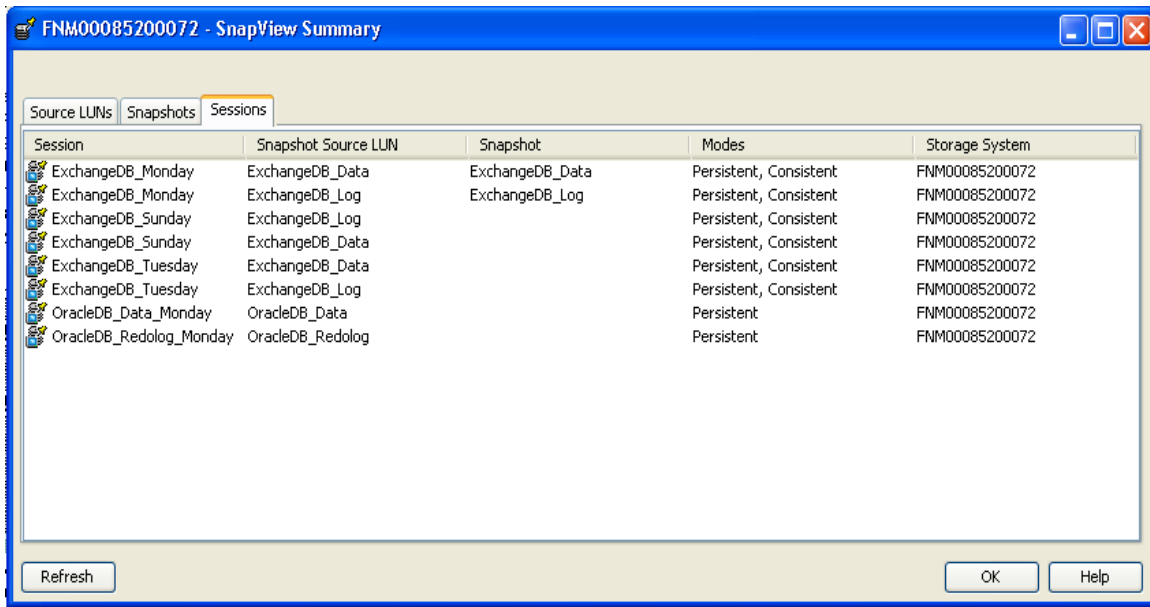 FNM00085200072 - SnapView Summary
Source LUNs Snapshots Sessions
Session Snapshot Source LUN Snapshot Modes Storage System
ExchangeDB_Monday ExchangeDB_Data ExchangeDB_Data Persistent, Consistent FNM00085200072
ExchangeDB_Monday ExchangeDB_Log ExchangeDB_Log Persistent, Consistent FNM00085200072
ExchangeDB_Sunday ExchangeDB_Log Persistent, Consistent FNM00085200072
ExchangeDB_Sunday ExchangeDB_Data Persistent, Consistent FNM00085200072
ExchangeDB_Tuesday ExchangeDB_Data Persistent, Consistent FNM00085200072
ExchangeDB_Tuesday ExchangeDB_Log Persistent, Consistent FNM00085200072
OracleDB_Data_Monday OracleDB_Data Persistent FNM00085200072
OracleDB_Redolog_Monday OracleDB_Redolog Persistent FNM00085200072
Refresh OK Help